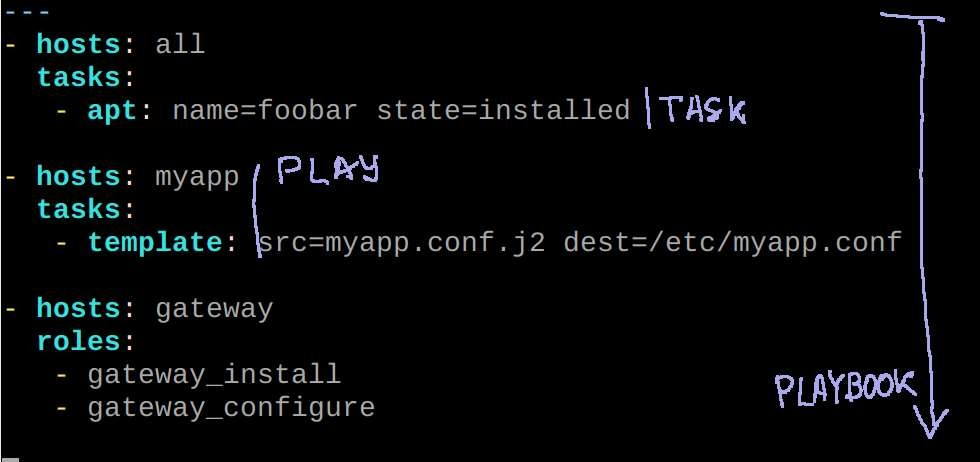 ---
- hosts: all
  tasks:
   - apt: name=foobar state=installed TASK
- hosts: myapp PLAY
  tasks:
   - template: src=myapp.conf.j2 dest=/etc/myapp.conf
- hosts: gateway
  roles:
   - gateway_install
   - gateway_configure
PLAYBOOK